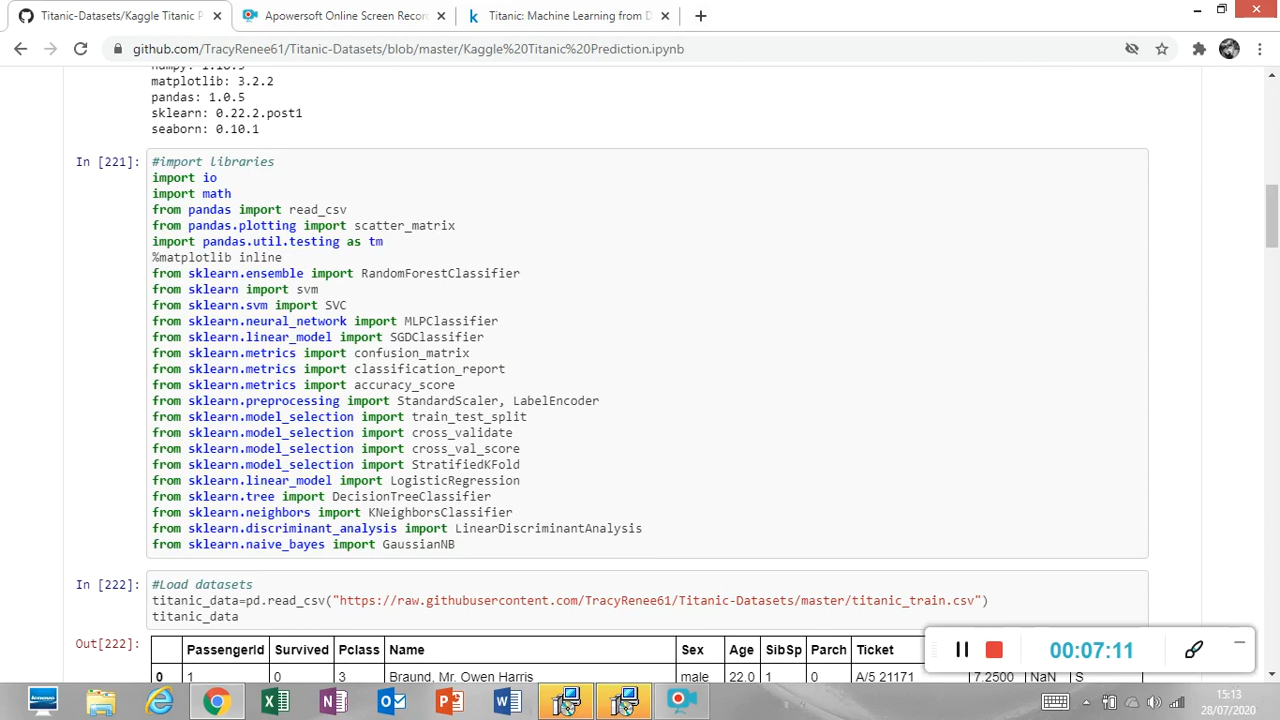 Titanic-Datasets/Kaggle Titanic P
Apowersoft Online Screen Recor
Titanic: Machine Learning from D
github.com/TracyRenee61/Titanic-Datasets/blob/master/Kaggle%20Titanic%20Prediction.ipynb
matplotlib: 3.2.2
pandas: 1.0.5
sklearn: 0.22.2.post1
seaborn: 0.10.1
In [221]:
#import libraries
import io
import math
from pandas import read_csv
from pandas.plotting import scatter_matrix
import pandas.util.testing as tm
%matplotlib inline
from sklearn.ensemble import RandomForestClassifier
from sklearn import svm
from sklearn.svm import SVC
from sklearn.neural_network import MLPClassifier
from sklearn.linear_model import SGDClassifier
from sklearn.metrics import confusion_matrix
from sklearn.metrics import classification_report
from sklearn.metrics import accuracy_score
from sklearn.preprocessing import StandardScaler, LabelEncoder
from sklearn.model_selection import train_test_split
from sklearn.model_selection import cross_validate
from sklearn.model_selection import cross_val_score
from sklearn.model_selection import StratifiedKFold
from sklearn.linear_model import LogisticRegression
from sklearn.tree import DecisionTreeClassifier
from sklearn.neighbors import KNeighborsClassifier
from sklearn.discriminant_analysis import LinearDiscriminantAnalysis
from sklearn.naive_bayes import GaussianNB
In [222]:
#Load datasets
titanic_data=pd.read_csv("https://raw.githubusercontent.com/TracyRenee61/Titanic-Datasets/master/titanic_train.csv")
titanic_data
Out[222]:
PassengerId Survived Pclass Name Sex Age SibSp Parch Ticket
0 1 0 3 Braund, Mr. Owen Harris male 22.0 1 0 A/5 21171 7.2500 NaN S
00:07:11
15:13
28/07/2020